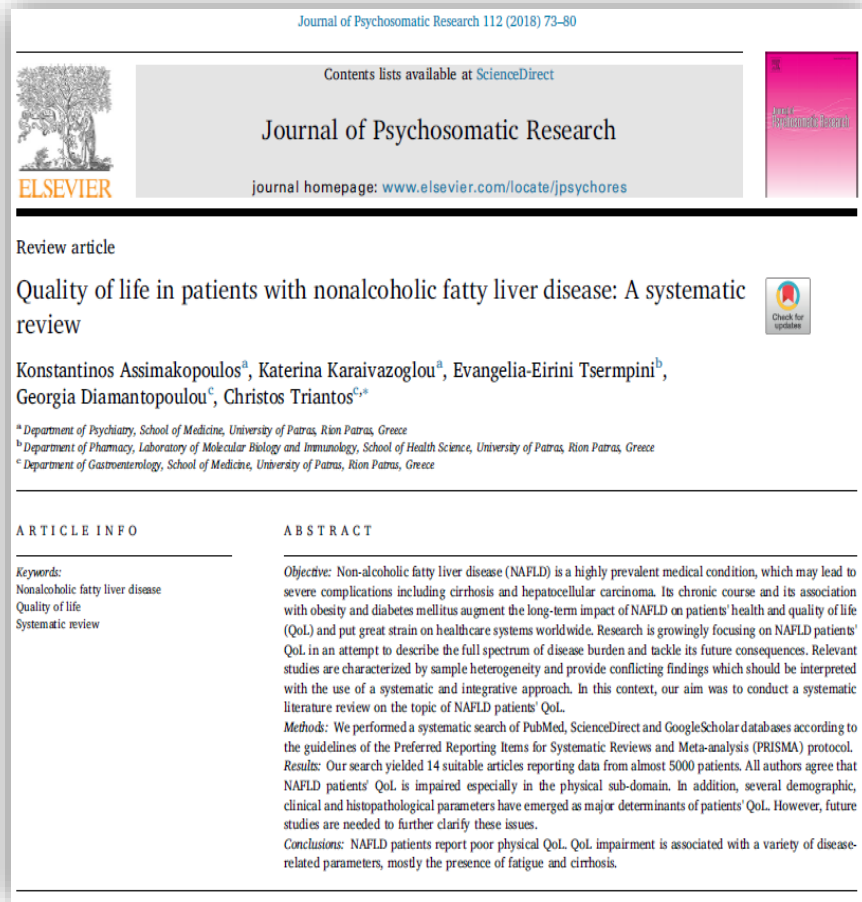 Journal of Psychosomatic Research 112 (2018) 73–80
Contents lists available at ScienceDirect
Journal of Psychosomatic Research
journal homepage: www.elsevier.com/locate/jpsychores
ELSEVIER
Journal of
Psychosomatic Research
Review article
Quality of life in patients with nonalcoholic fatty liver disease: A systematic
review
Check for
updates
Konstantinos Assimakopoulosᵃ, Katerina Karaivazoglouᵃ, Evangelia-Eirini Tsermpiniᵇ,
Georgia Diamantopoulouᶜ, Christos Triantosᶜ,*
ᵃ Department of Psychiatry, School of Medicine, University of Patras, Rion Patras, Greece
ᵇ Department of Pharmacy, Laboratory of Molecular Biology and Immunology, School of Health Science, University of Patras, Rion Patras, Greece
ᶜ Department of Gastroenterology, School of Medicine, University of Patras, Rion Patras, Greece
ARTICLE INFO
Keywords:
Nonalcoholic fatty liver disease
Quality of life
Systematic review
ABSTRACT
Objective: Non-alcoholic fatty liver disease (NAFLD) is a highly prevalent medical condition, which may lead to
severe complications including cirrhosis and hepatocellular carcinoma. Its chronic course and its association
with obesity and diabetes mellitus augment the long-term impact of NAFLD on patients' health and quality of life
(QoL) and put great strain on healthcare systems worldwide. Research is growingly focusing on NAFLD patients'
QoL in an attempt to describe the full spectrum of disease burden and tackle its future consequences. Relevant
studies are characterized by sample heterogeneity and provide conflicting findings which should be interpreted
with the use of a systematic and integrative approach. In this context, our aim was to conduct a systematic
literature review on the topic of NAFLD patients' QoL.
Methods: We performed a systematic search of PubMed, ScienceDirect and GoogleScholar databases according to
the guidelines of the Preferred Reporting Items for Systematic Reviews and Meta-analysis (PRISMA) protocol.
Results: Our search yielded 14 suitable articles reporting data from almost 5000 patients. All authors agree that
NAFLD patients' QoL is impaired especially in the physical sub-domain. In addition, several demographic,
clinical and histopathological parameters have emerged as major determinants of patients' QoL. However, future
studies are needed to further clarify these issues.
Conclusions: NAFLD patients report poor physical QoL. QoL impairment is associated with a variety of disease-
related parameters, mostly the presence of fatigue and cirrhosis.